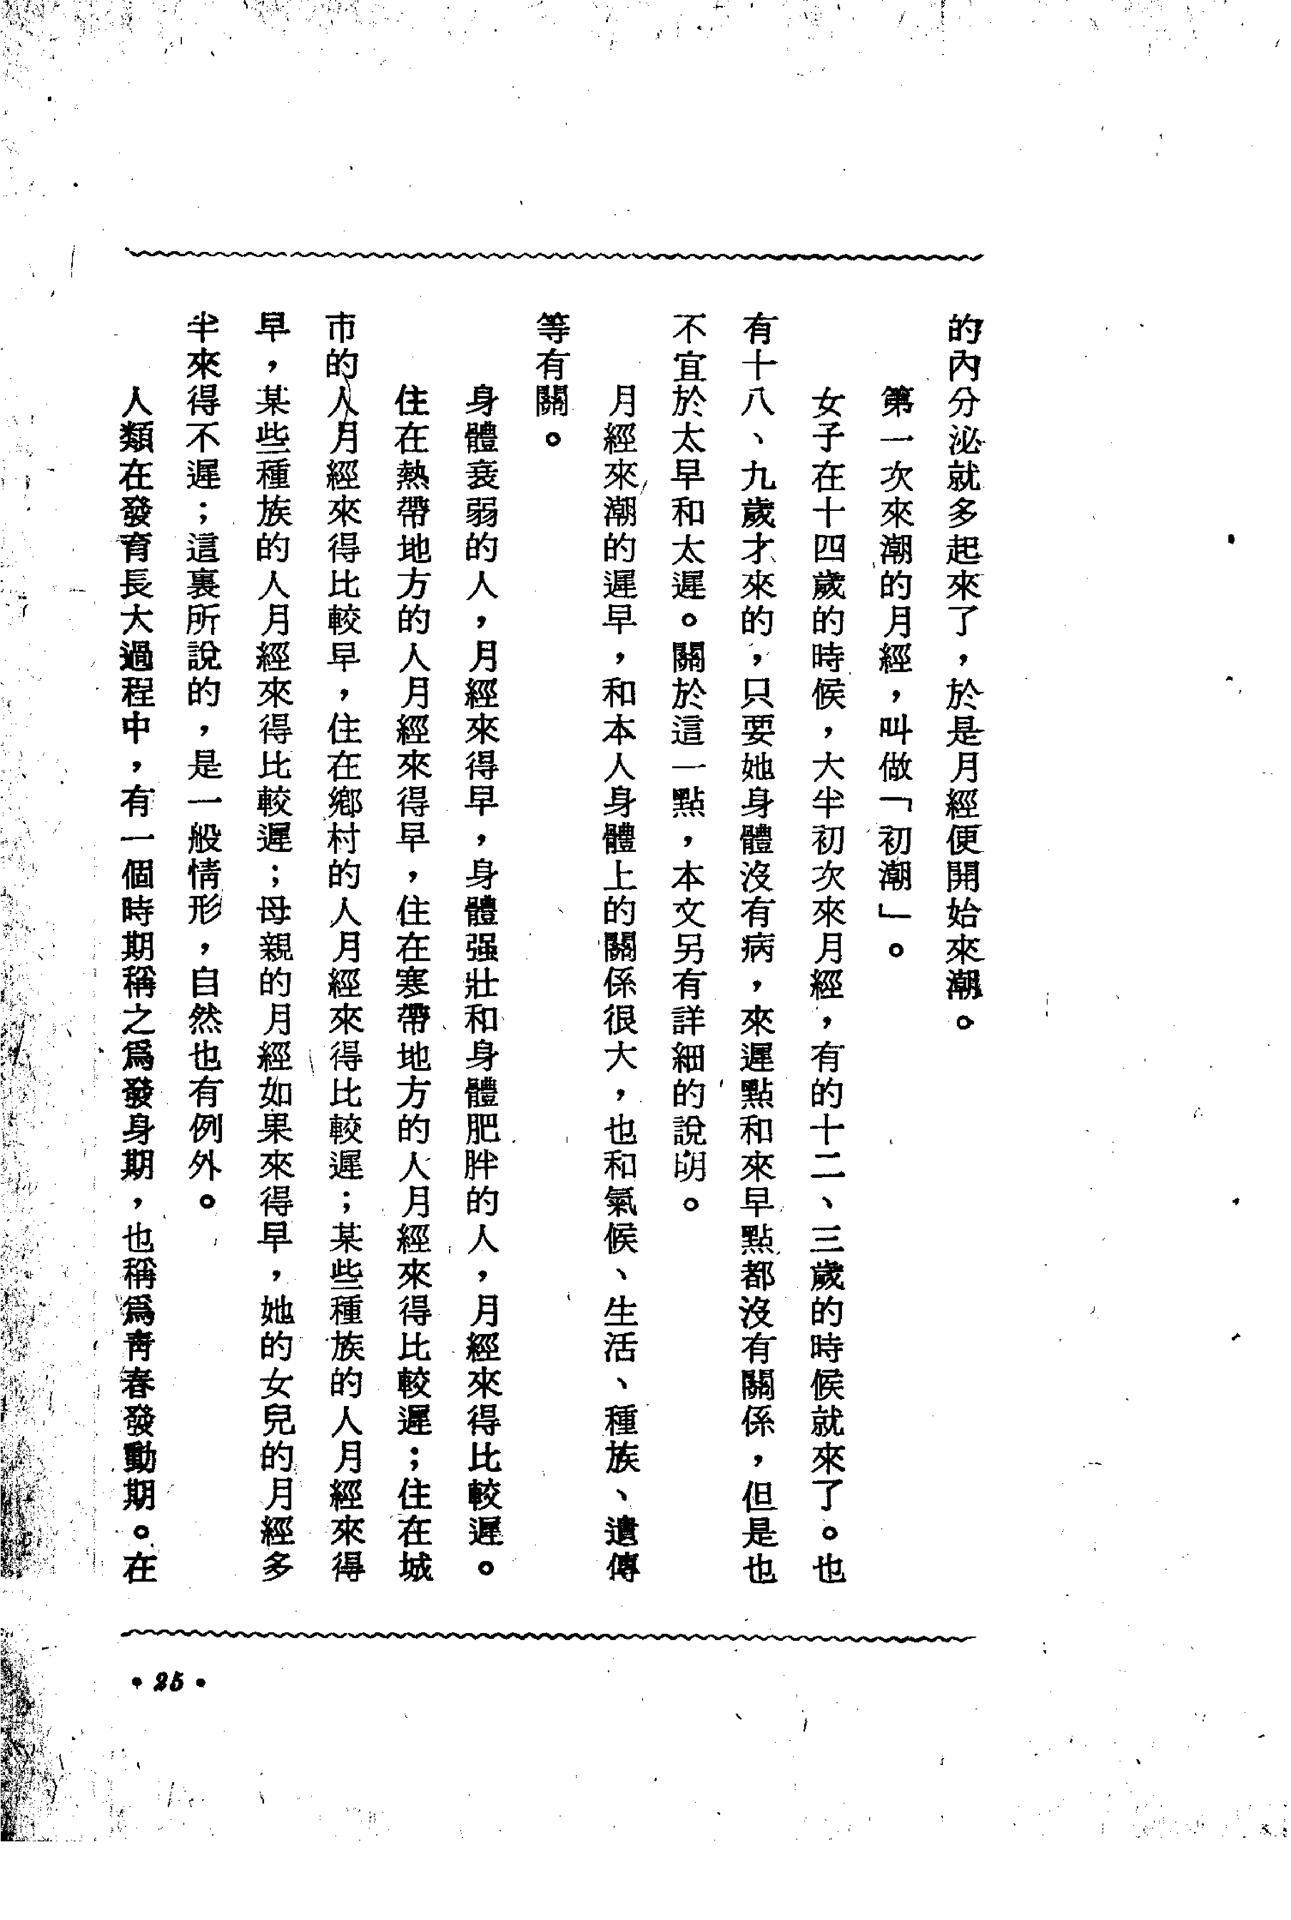 的內分泌就多起來了，於是月經便開始來潮。
第一次來潮的月經，叫做「初潮」。
女子在十四歲的時候，大半初次來月經，有的十二、三歲的時候就來了。也
有十八、九歲才來的，只要她身體沒有病，來遲點和來早點都沒有關係，但是也
不宜於太早和太遲。關於這一點，本文另有詳細的說明。
月經來潮的遲早，和本人身體上的關係很大，也和氣候、生活、種族、遺傳
等有關。
身體衰弱的人，月經來得早，身體强壯和身體肥胖的人，月經來得比較遲。
住在熱帶地方的人月經來得早，住在寒帶地方的人月經來得比較遲；住在城
市的人月經來得比較早，住在鄉村的人月經來得比較遲；某些種族的人月經來得
早，某些種族的人月經來得比較遲；母親的月經如果來得早，她的女兒的月經多
半來得不遲；這裏所說的，是一般情形，自然也有例外。
人類在發育長大過程中，有一個時期稱之爲發身期，也稱爲靑春發動期。在
•25•